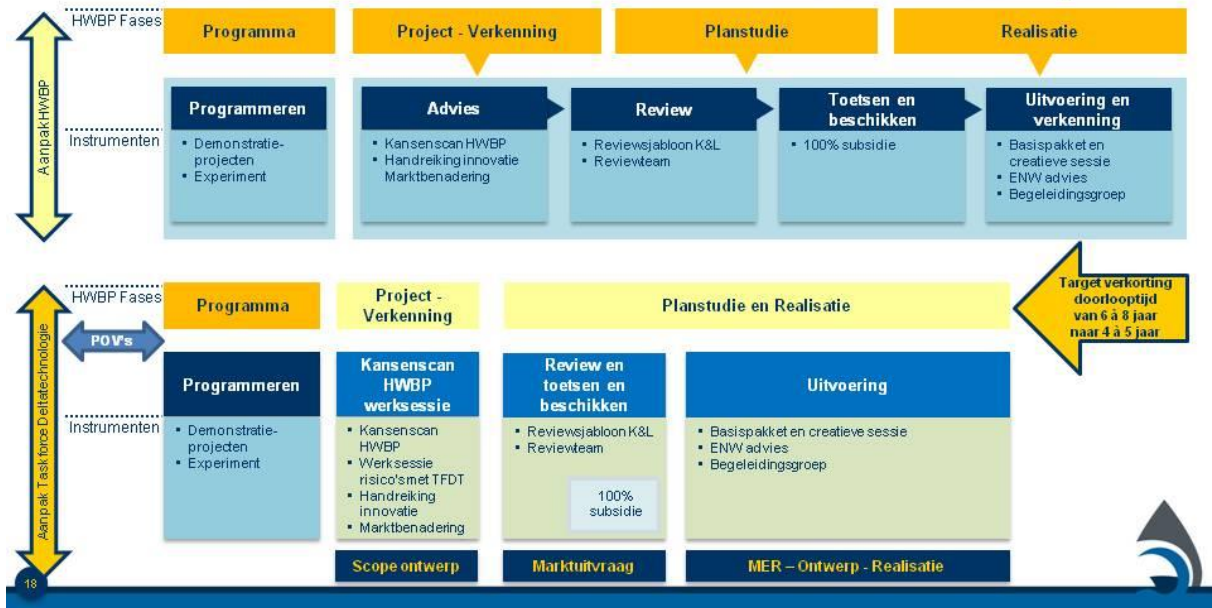 HWBP Fases
Programma
Project - Verkenning
Planstudie
Realisatie
Aanpak HWBP
Programmeren
Advies
Review
Toetsen en
beschikken
Uitvoering en
verkenning
Instrumenten
▪ Demonstratie-
projecten
▪ Experiment
▪ Kansenscan HWBP
▪ Handreiking innovatie
Marktbenadering
▪ Reviewsjabloon K&L
▪ Reviewteam
▪ 100% subsidie
▪ Basispakket en
creatieve sessie
▪ ENW advies
▪ Begeleidingsgroep
HWBP Fases
Programma
Project -
Verkenning
Planstudie en Realisatie
Target verkorting
doorlooptijd
van 6 à 8 jaar
naar 4 à 5 jaar
POV's
Aanpak Taskforce Deltatechnologie
Programmeren
Kansenscan
HWBP
werksessie
Review en
toetsen en
beschikken
Uitvoering
Instrumenten
▪ Demonstratie-
projecten
▪ Experiment
▪ Kansenscan
HWBP
▪ Werksessie
risico's met TFDT
▪ Handreiking
innovatie
▪ Marktbenadering
▪ Reviewsjabloon K&L
▪ Reviewteam
100%
subsidie
▪ Basispakket en creatieve sessie
▪ ENW advies
▪ Begeleidingsgroep
Scope ontwerp
Marktuitvraag
MER – Ontwerp - Realisatie
18